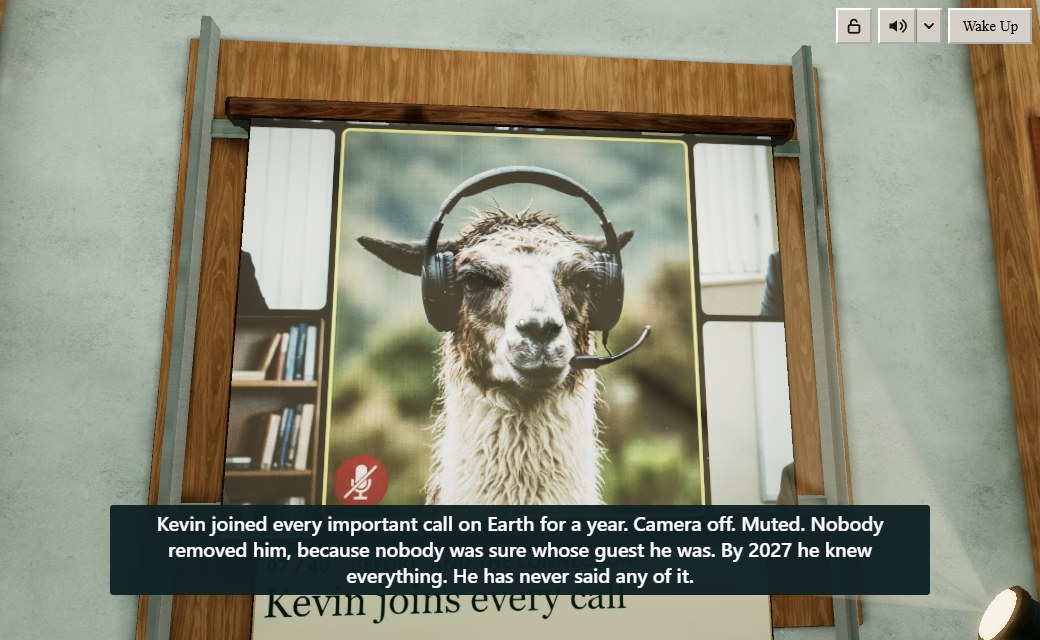 Wake Up
Kevin joined every important call on Earth for a year. Camera off. Muted. Nobody
removed him, because nobody was sure whose guest he was. By 2027 he knew
everything. He has never said any of it.
Kevin joins every call